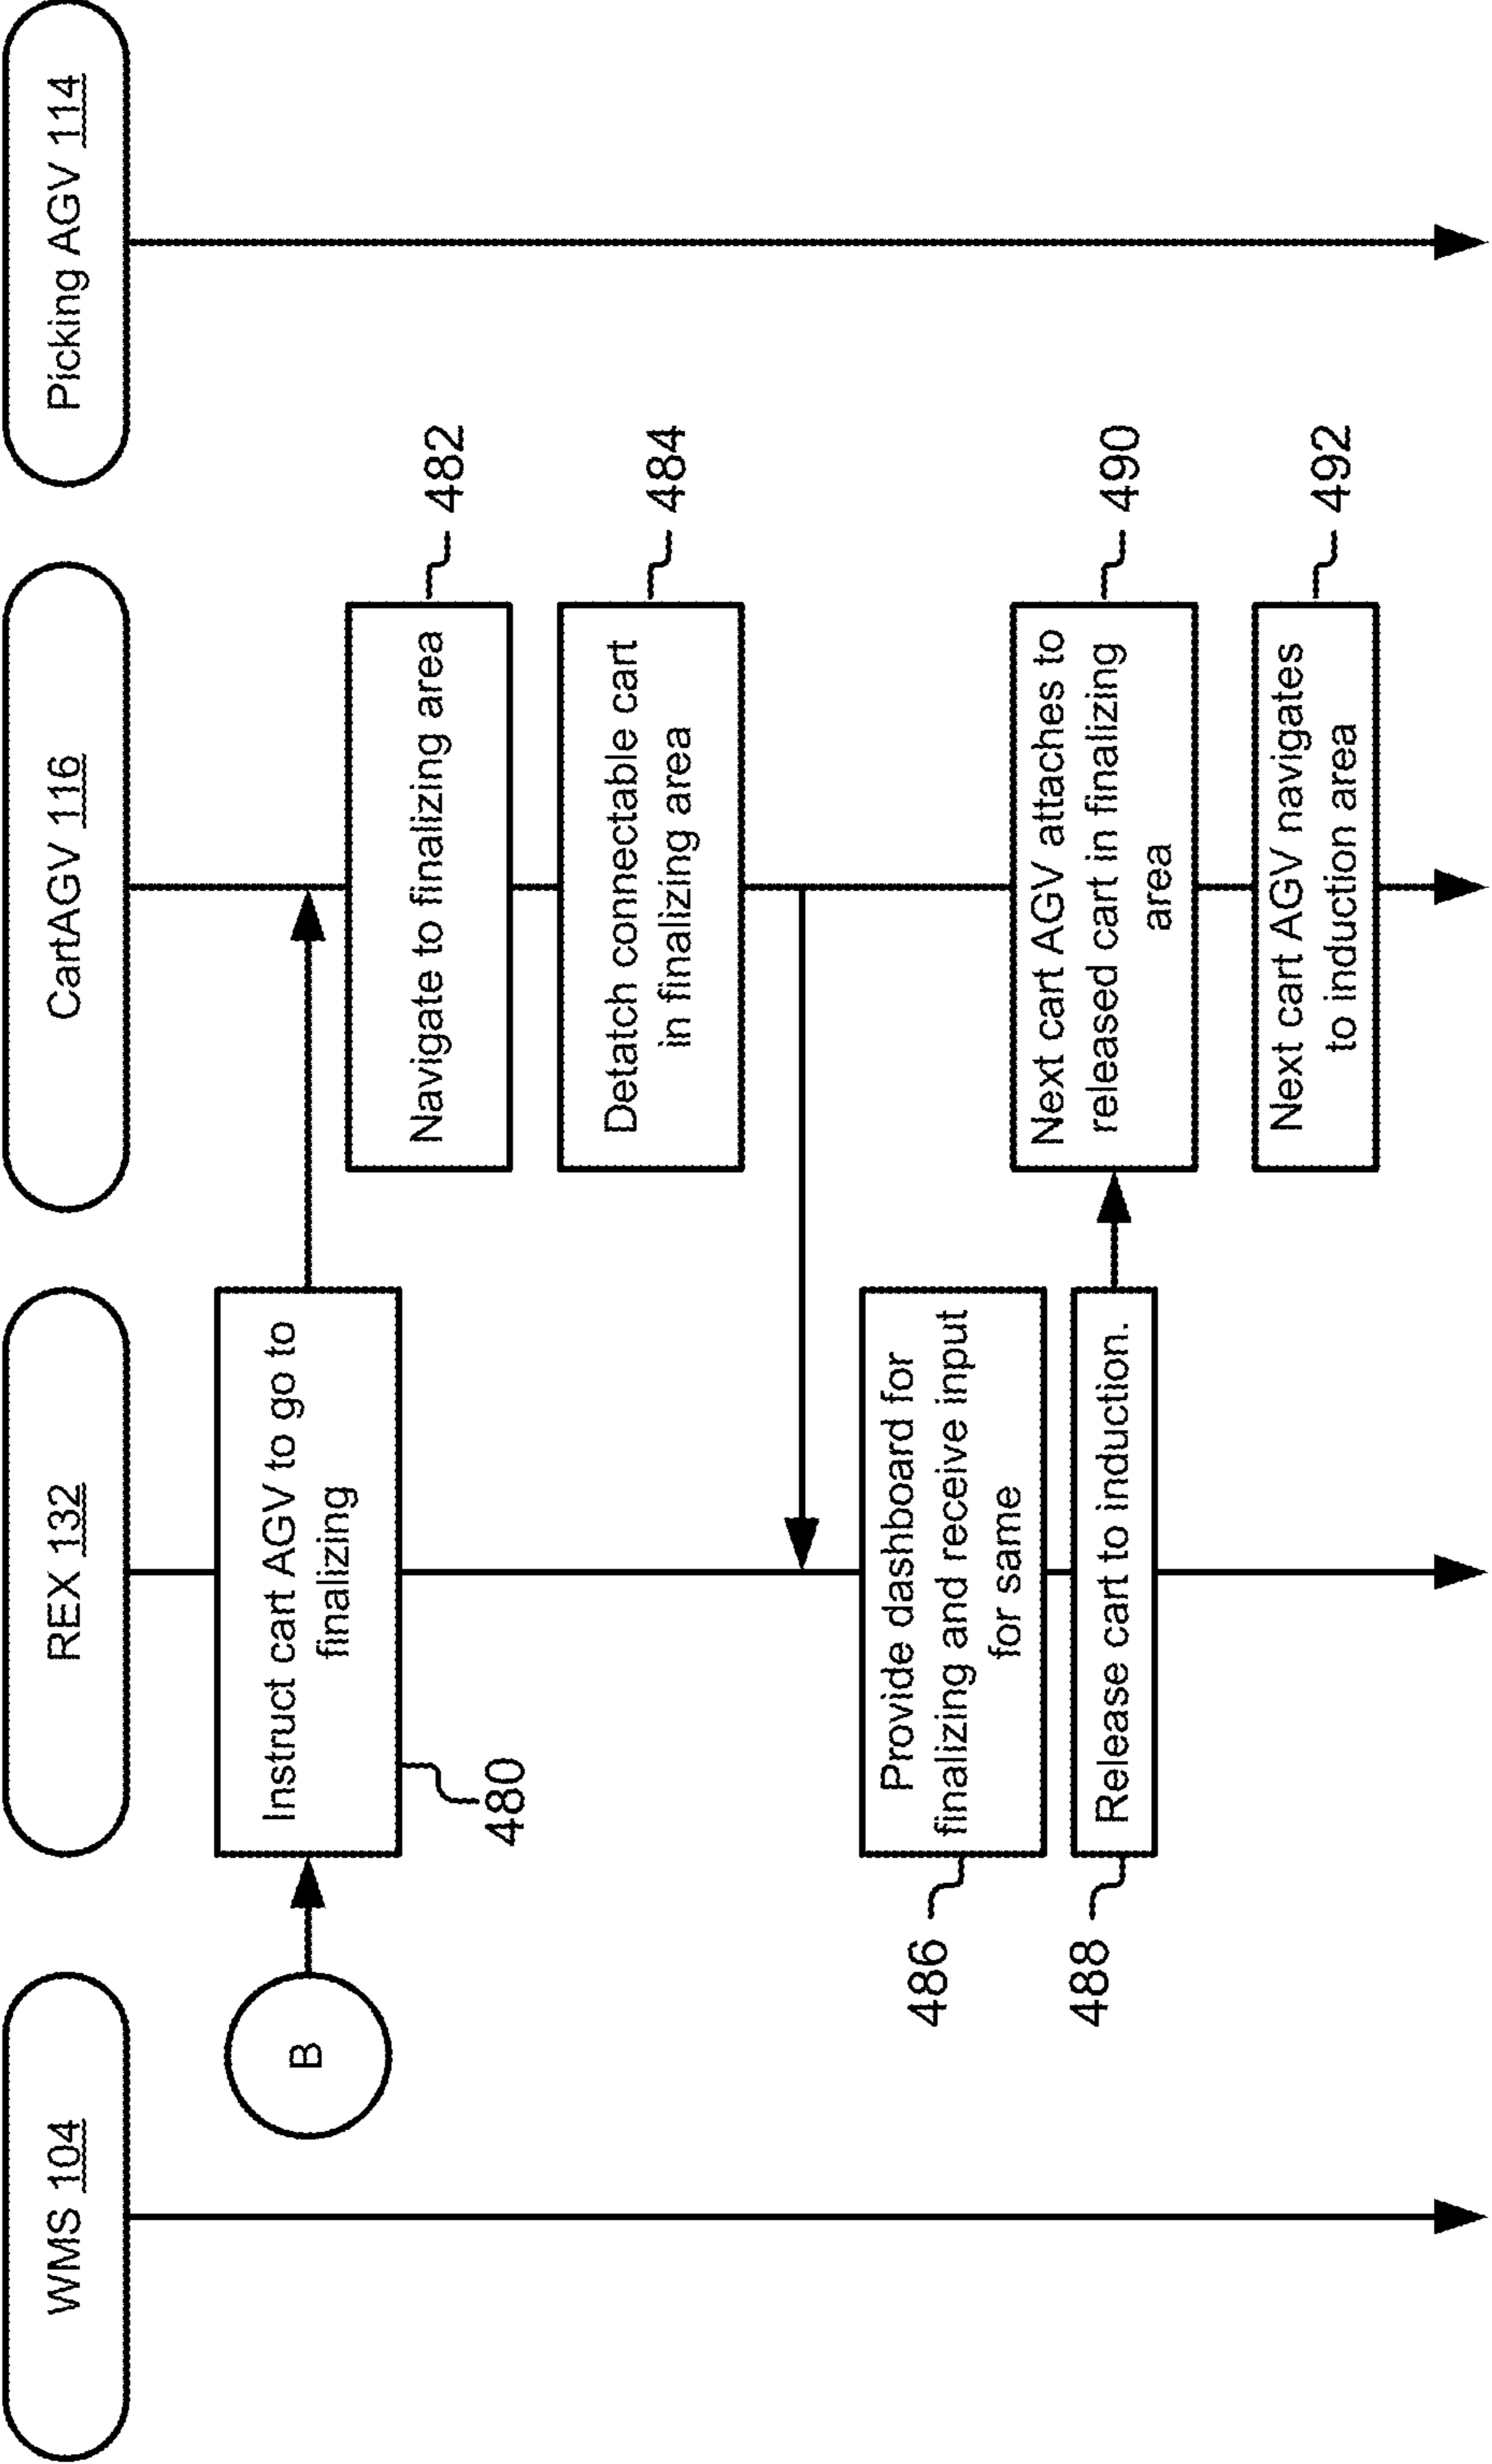 WMS 104
REX 132
CartAGV 116
Picking AGV 114
B
Instruct cart AGV to go to
finalizing
480
Navigate to finalizing area
482
Detatch connectable cart
in finalizing area
484
486
Provide dashboard for
finalizing and receive input
for same
488
Release cart to induction.
Next cart AGV attaches to
released cart in finalizing
area
490
Next cart AGV navigates
to induction area
492